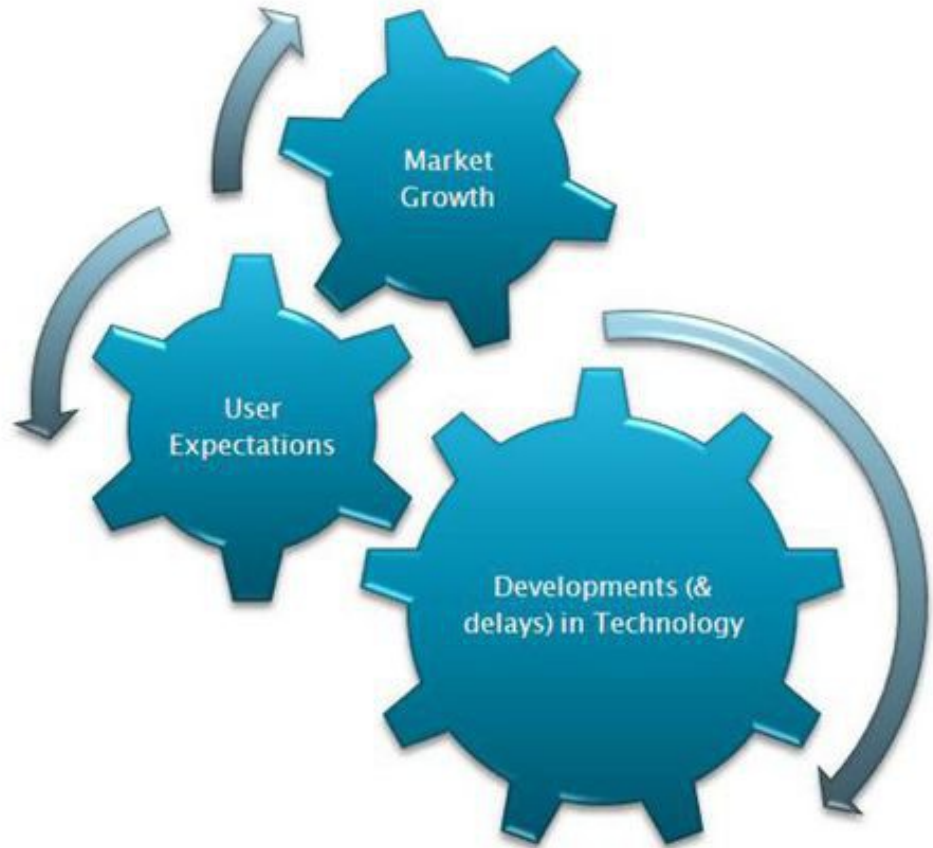 Market
Growth
User
Expectations
Developments (&
delays) in Technology